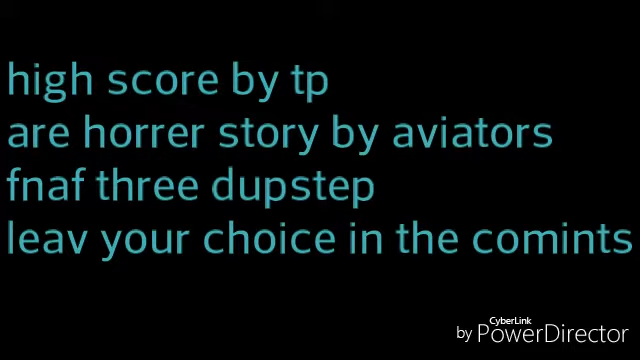 high score by tp
are horrer story by aviators
fnaf three dupstep
leav your choice in the comints
CyberLink
by PowerDirector